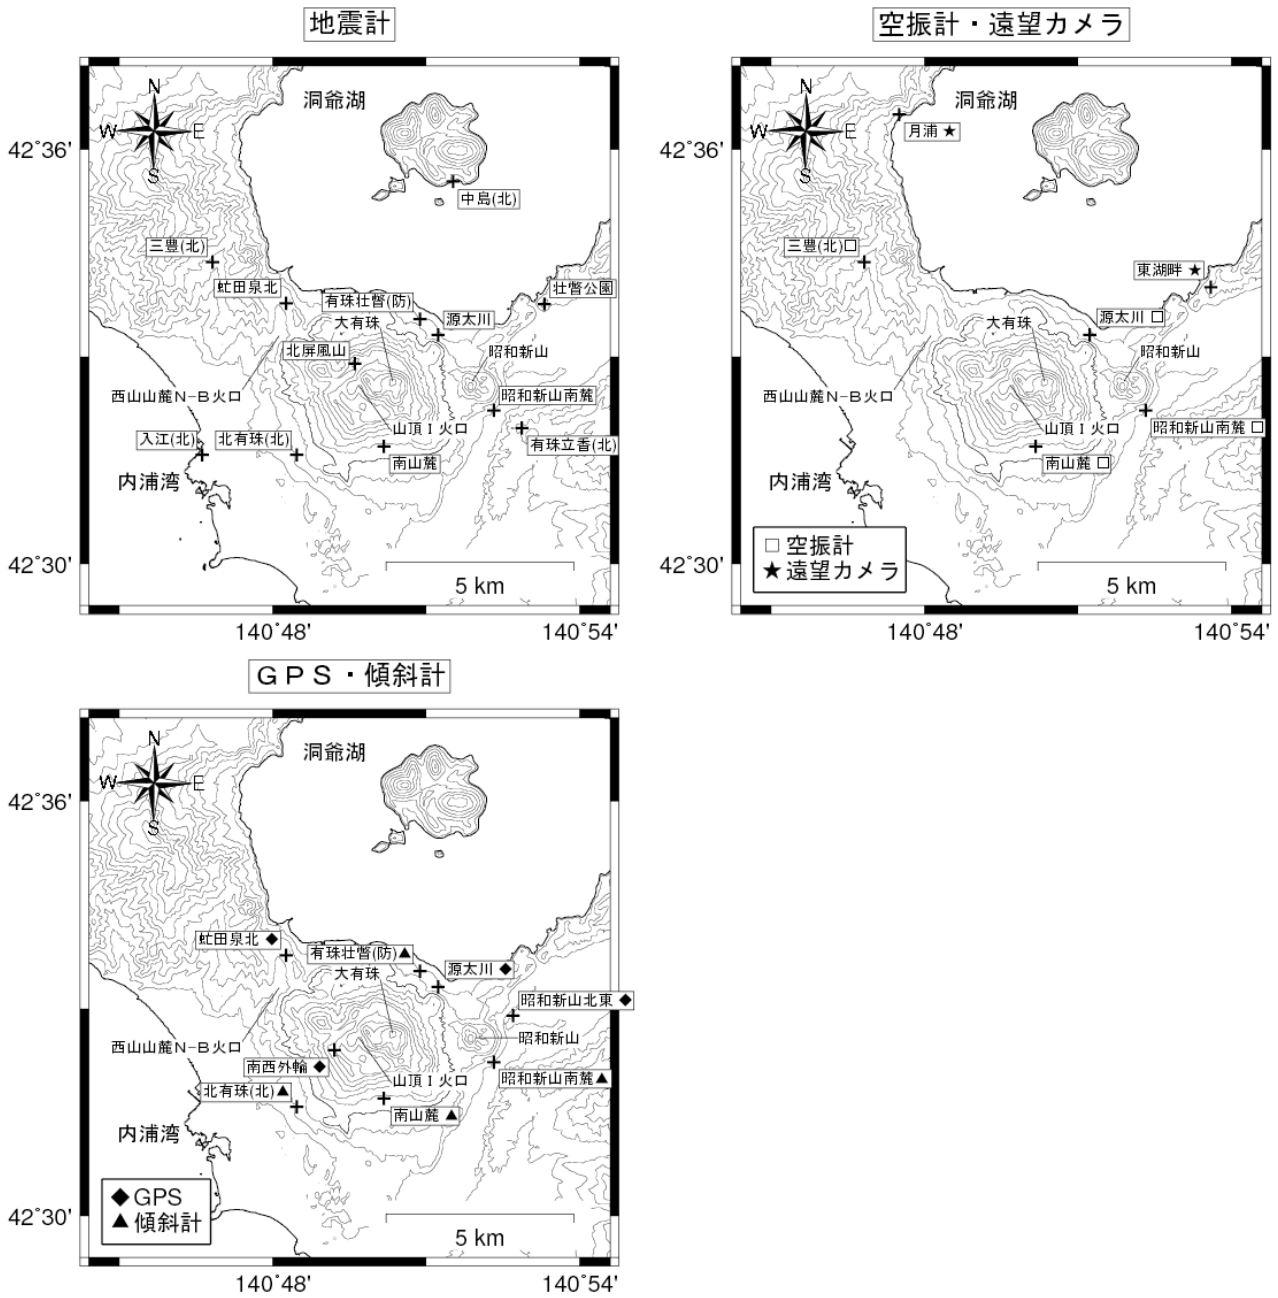 地震計
N
W
E
S
洞爺湖
42°36'
中島(北)
三豊(北)
虻田泉北
有珠壮瞥(防)
壮瞥公園
大有珠
源太川
北屏風山
昭和新山
西山山麓N-B火口
昭和新山南麓
山頂Ｉ火口
入江(北)
北有珠(北)
有珠立香(北)
南山麓
内浦湾
42°30'
5 km
140°48'
140°54'
空振計・遠望カメラ
N
W
E
S
洞爺湖
月浦 ★
42°36'
三豊(北)□
東湖畔 ★
源太川 □
大有珠
昭和新山
西山山麓N-B火口
山頂Ｉ火口
昭和新山南麓 □
南山麓 □
内浦湾
□ 空振計
★ 遠望カメラ
42°30'
5 km
140°48'
140°54'
ＧＰＳ・傾斜計
N
W
E
S
洞爺湖
42°36'
虻田泉北 ◆
有珠壮瞥(防)▲
大有珠
源太川 ◆
昭和新山北東 ◆
西山山麓N-B火口
昭和新山
南西外輪 ◆
山頂Ｉ火口
昭和新山南麓▲
北有珠(北)▲
南山麓 ▲
内浦湾
◆ GPS
▲ 傾斜計
42°30'
5 km
140°48'
140°54'